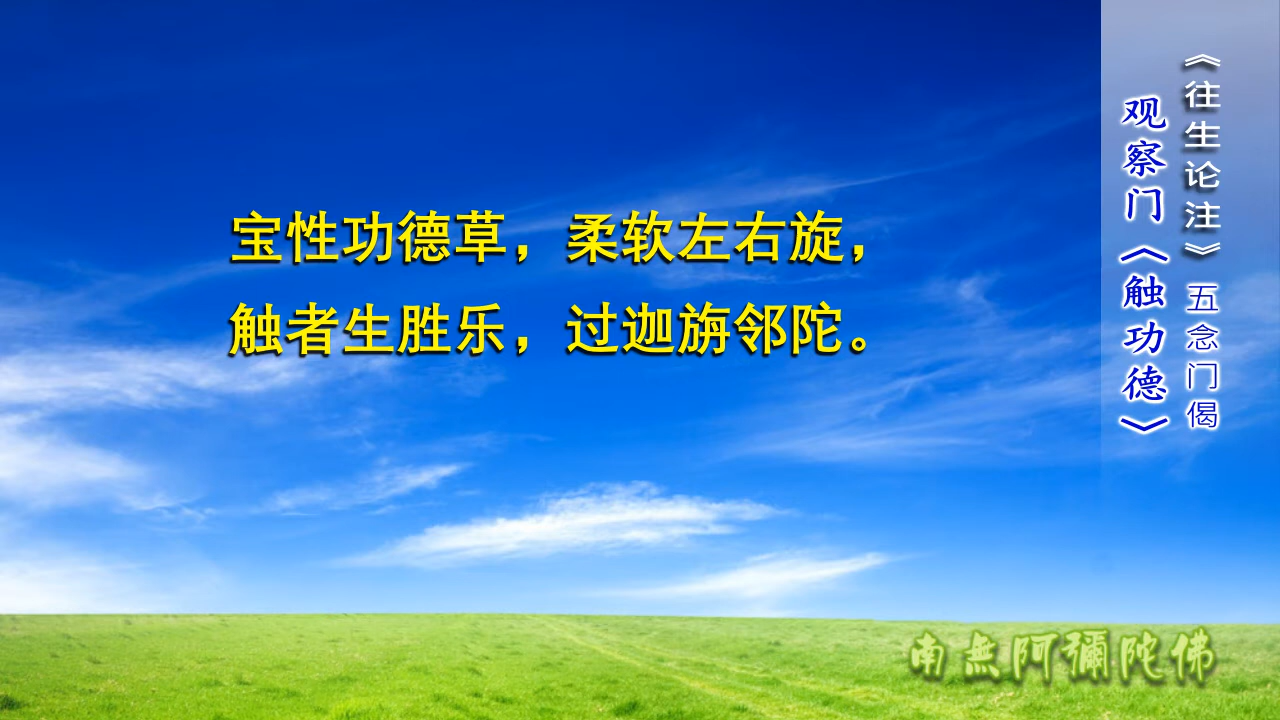 《往生论注》五念门偈
观察门《触功德》
宝性功德草，柔软左右旋，
触者生胜乐，过迦旃邻陀。
南無阿彌陀佛